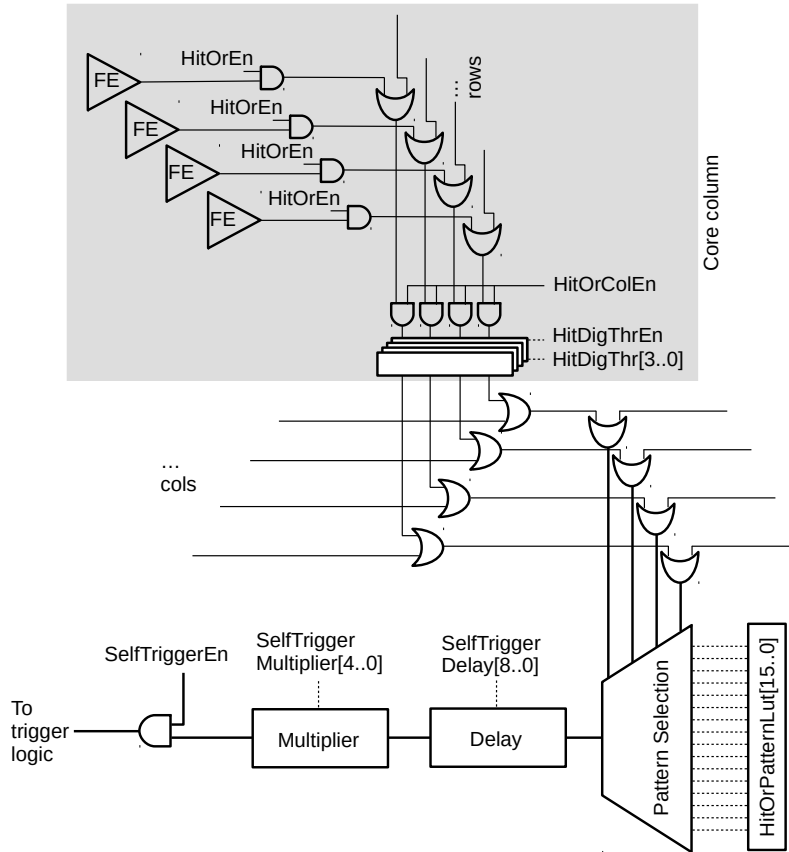 FE
HitOrEn
FE
HitOrEn
FE
HitOrEn
FE
HitOrEn
... rows
Core column
HitOrColEn
HitDigThrEn
HitDigThr[3..0]
...
cols
SelfTriggerEn
SelfTrigger
Multiplier[4..0]
SelfTrigger
Delay[8..0]
To
trigger
logic
Multiplier
Delay
Pattern Selection
HitOrPatternLut[15..0]